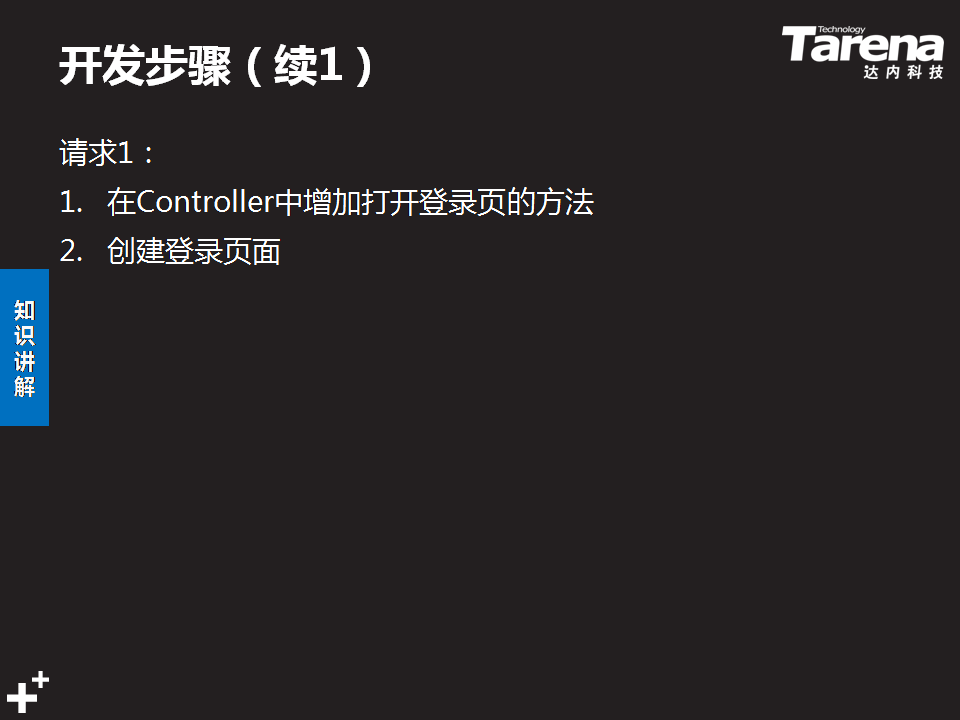 开发步骤（续1）
Technology
Tarena
达内科技
请求1：
1. 在Controller中增加打开登录页的方法
2. 创建登录页面
知识讲解